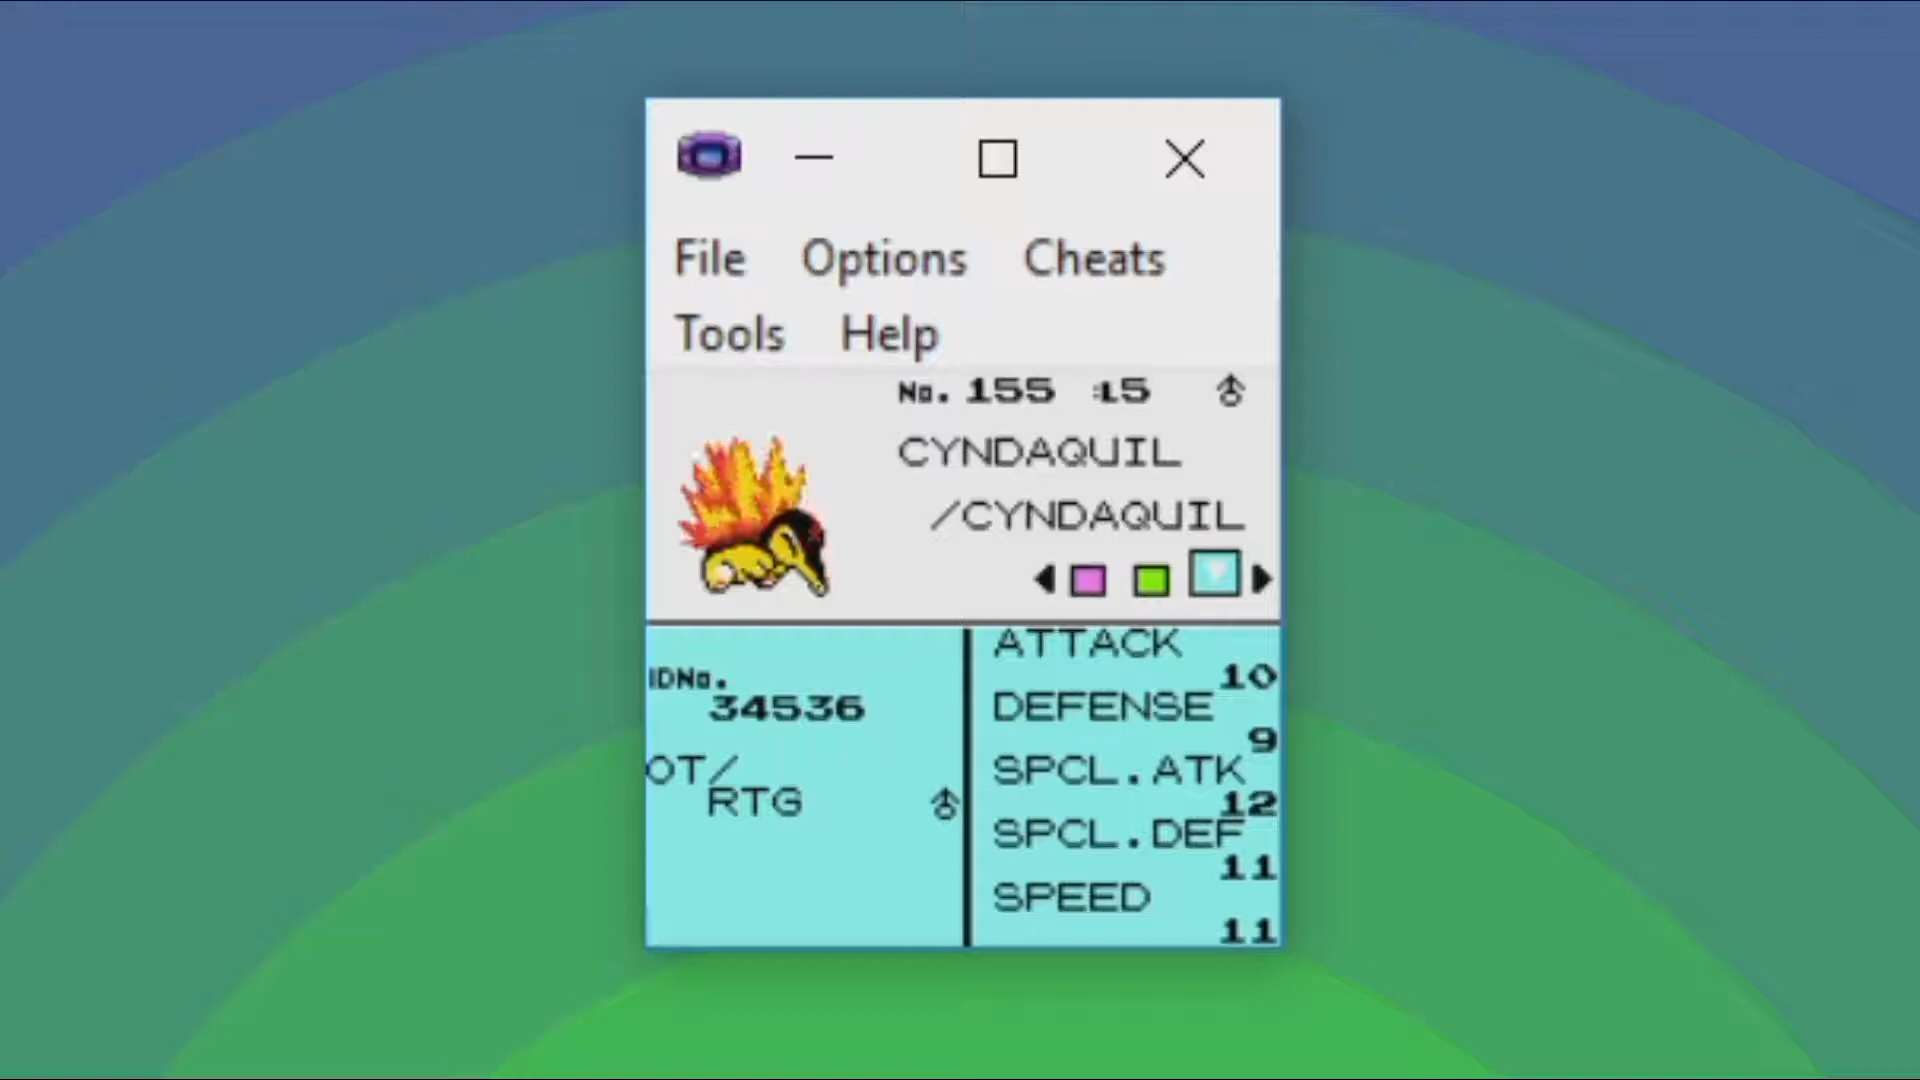 File Options Cheats
Tools Help
No. 155 :L5 ♂
CYNDAQUIL
/CYNDAQUIL
IDNo.
34536
OT/
RTG ♂
ATTACK
10
DEFENSE
9
SPCL.ATK
12
SPCL.DEF
11
SPEED
11